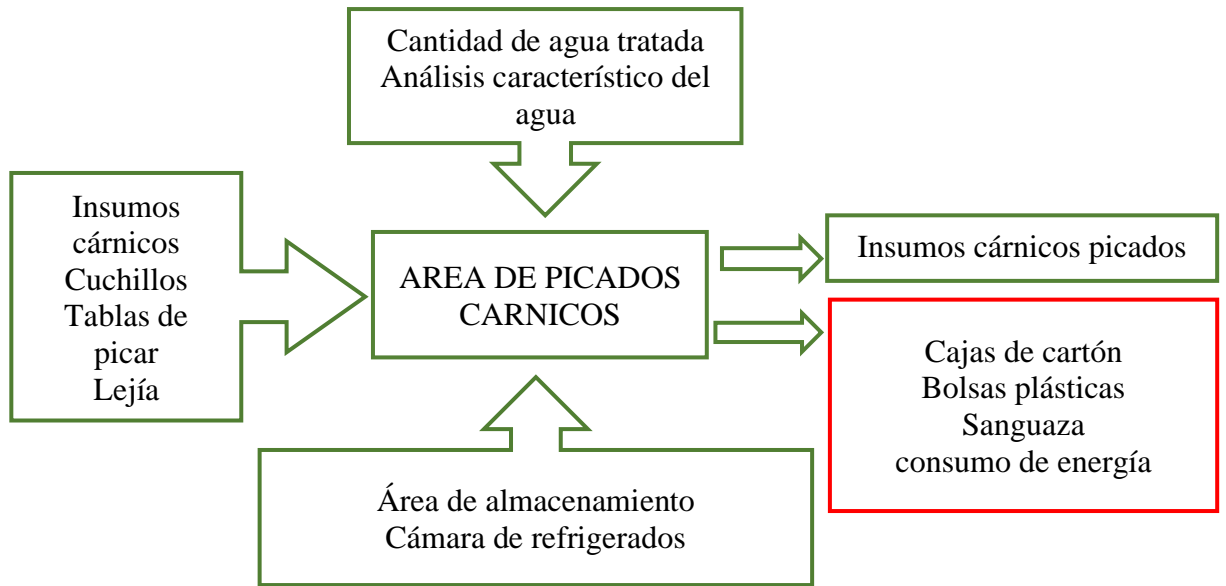 Cantidad de agua tratada
Análisis característico del
agua
Insumos
cárnicos
Cuchillos
Tablas de
picar
Lejía
AREA DE PICADOS
CARNICOS
Insumos cárnicos picados
Cajas de cartón
Bolsas plásticas
Sanguaza
consumo de energía
Área de almacenamiento
Cámara de refrigerados